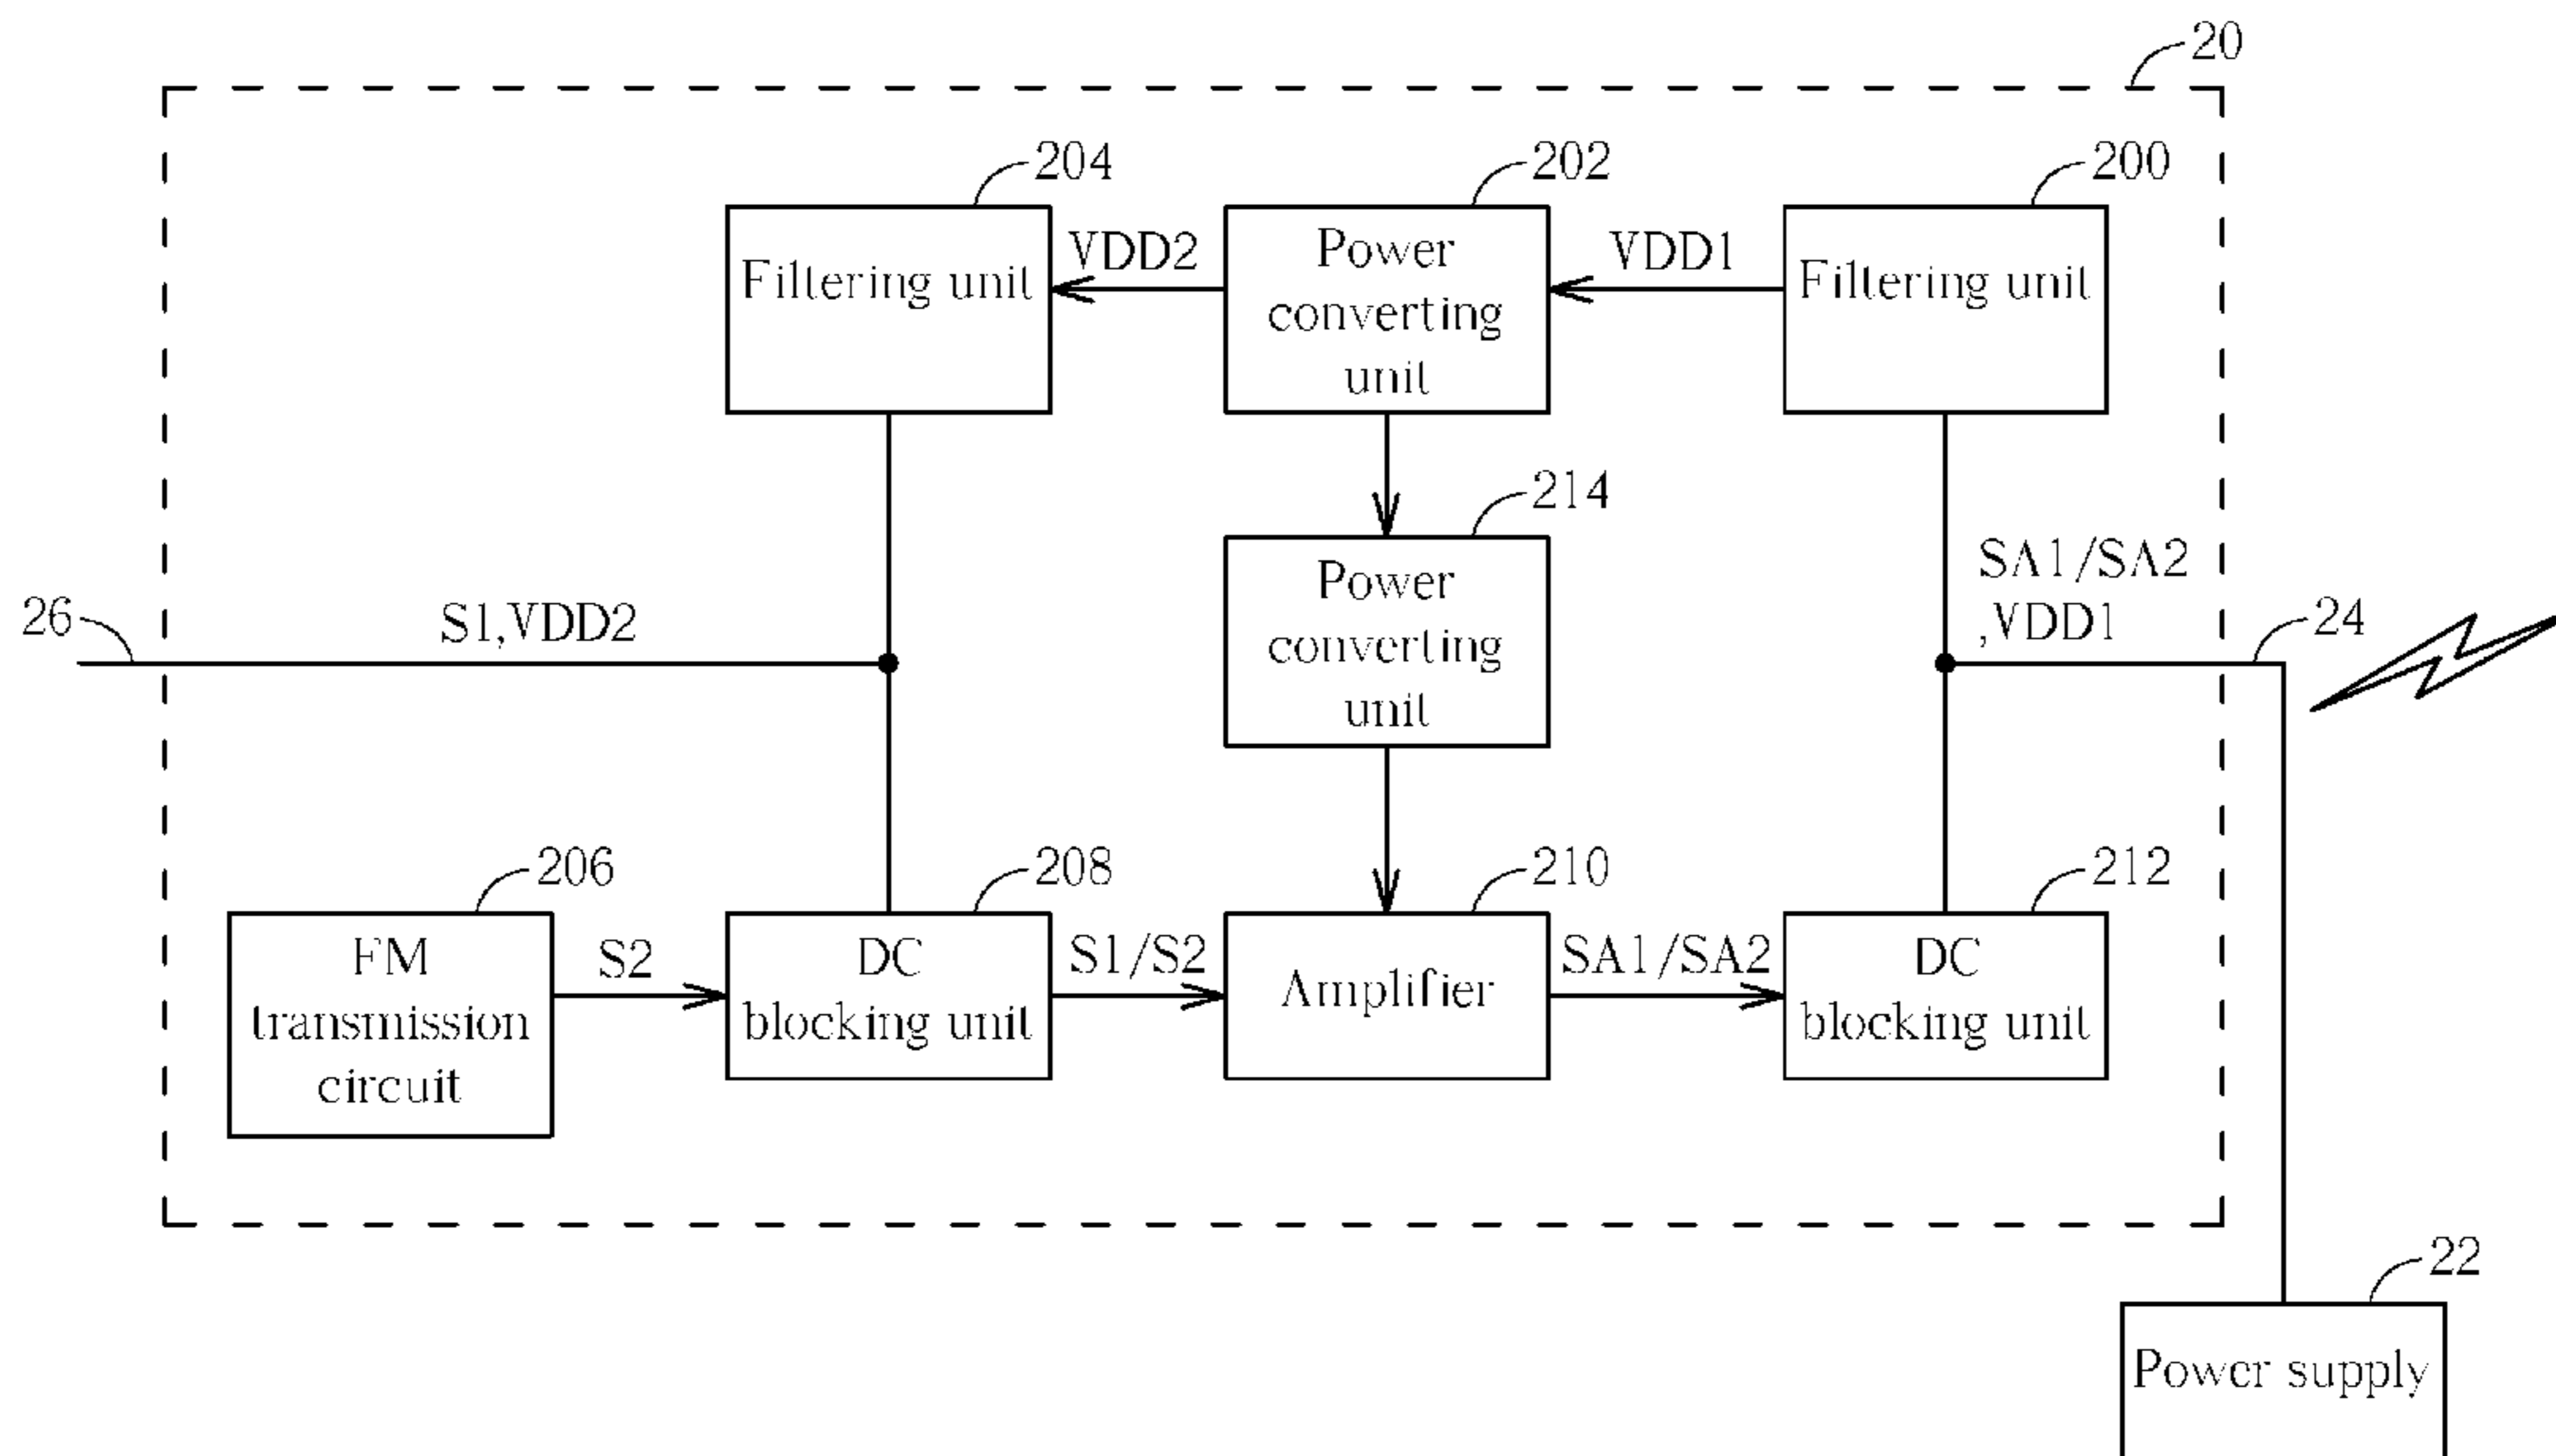 20
204
202
200
Filtering unit
VDD2
Power
converting
unit
VDD1
Filtering unit
214
Power
converting
unit
SA1/SA2
,VDD1
24
26
S1,VDD2
206
208
210
212
FM
transmission
circuit
S2
DC
blocking unit
S1/S2
Amplifier
SA1/SA2
DC
blocking unit
22
Power supply